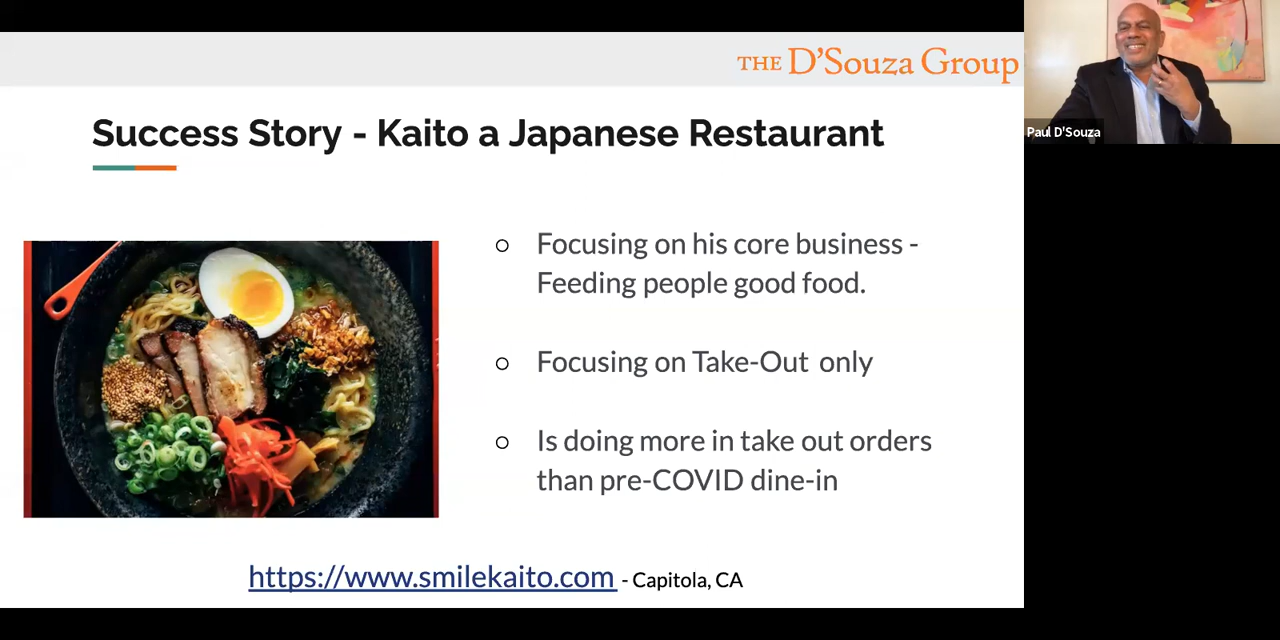 THE D'Souza Group
Paul D'Souza
Success Story - Kaito a Japanese Restaurant
Focusing on his core business -
Feeding people good food.
Focusing on Take-Out only
Is doing more in take out orders
than pre-COVID dine-in
https://www.smilekaito.com - Capitola, CA